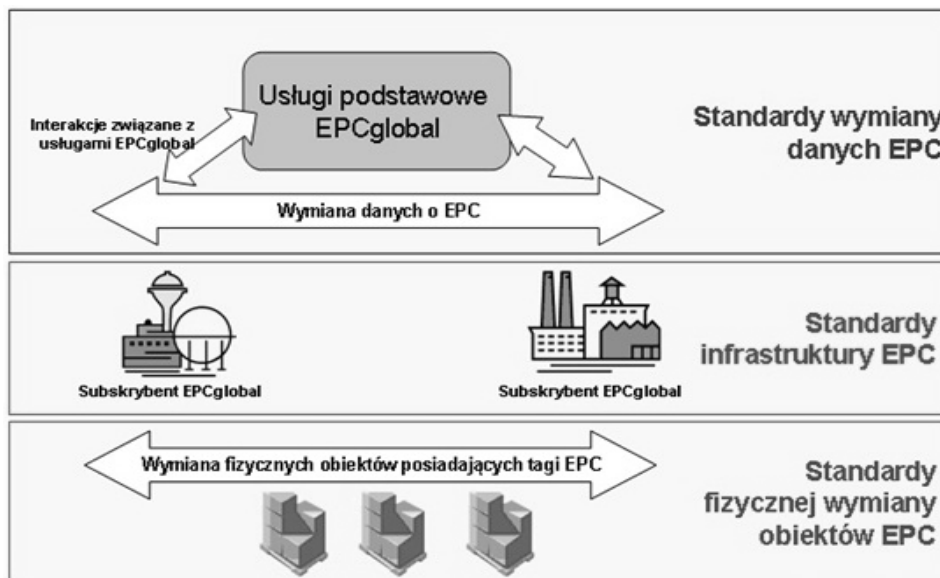 Usługi podstawowe
EPCglobal
Interakcje związane z
usługami EPCglobal
Standardy wymiany
danych EPC
Wymiana danych o EPC
Standardy
infrastruktury EPC
Subskrybent EPCglobal
Subskrybent EPCglobal
Wymiana fizycznych obiektów posiadających tagi EPC
Standardy
fizycznej wymiany
obiektów EPC